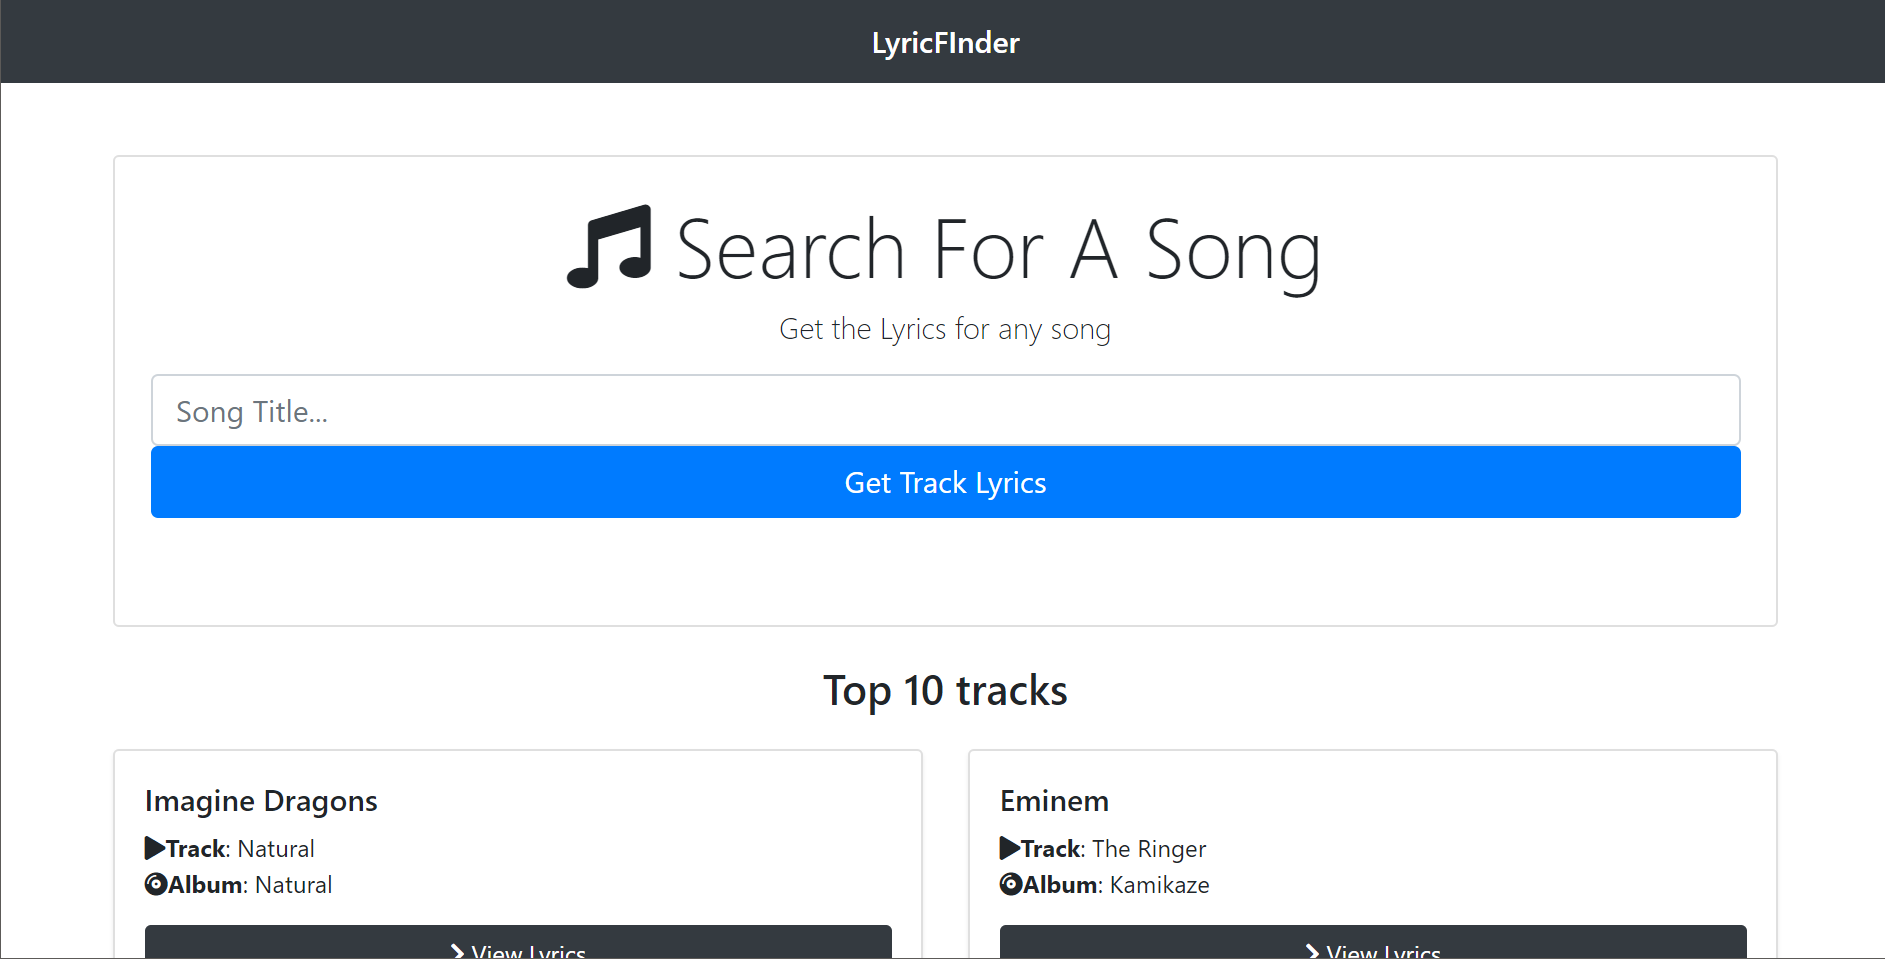 LyricFInder
Search For A Song
Get the Lyrics for any song
Song Title...
Get Track Lyrics
Top 10 tracks
Imagine Dragons
Track: Natural
Album: Natural
View Lyrics
Eminem
Track: The Ringer
Album: Kamikaze
View Lyrics